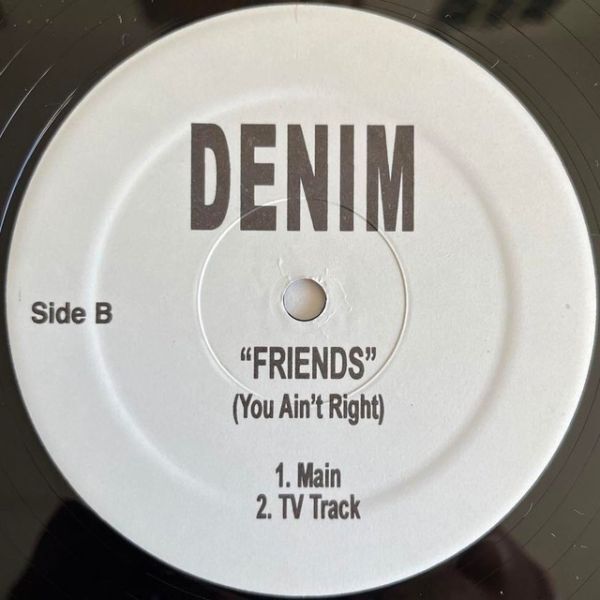 DENIM
Side B
“FRIENDS”
(You Ain't Right)
1. Main
2. TV Track